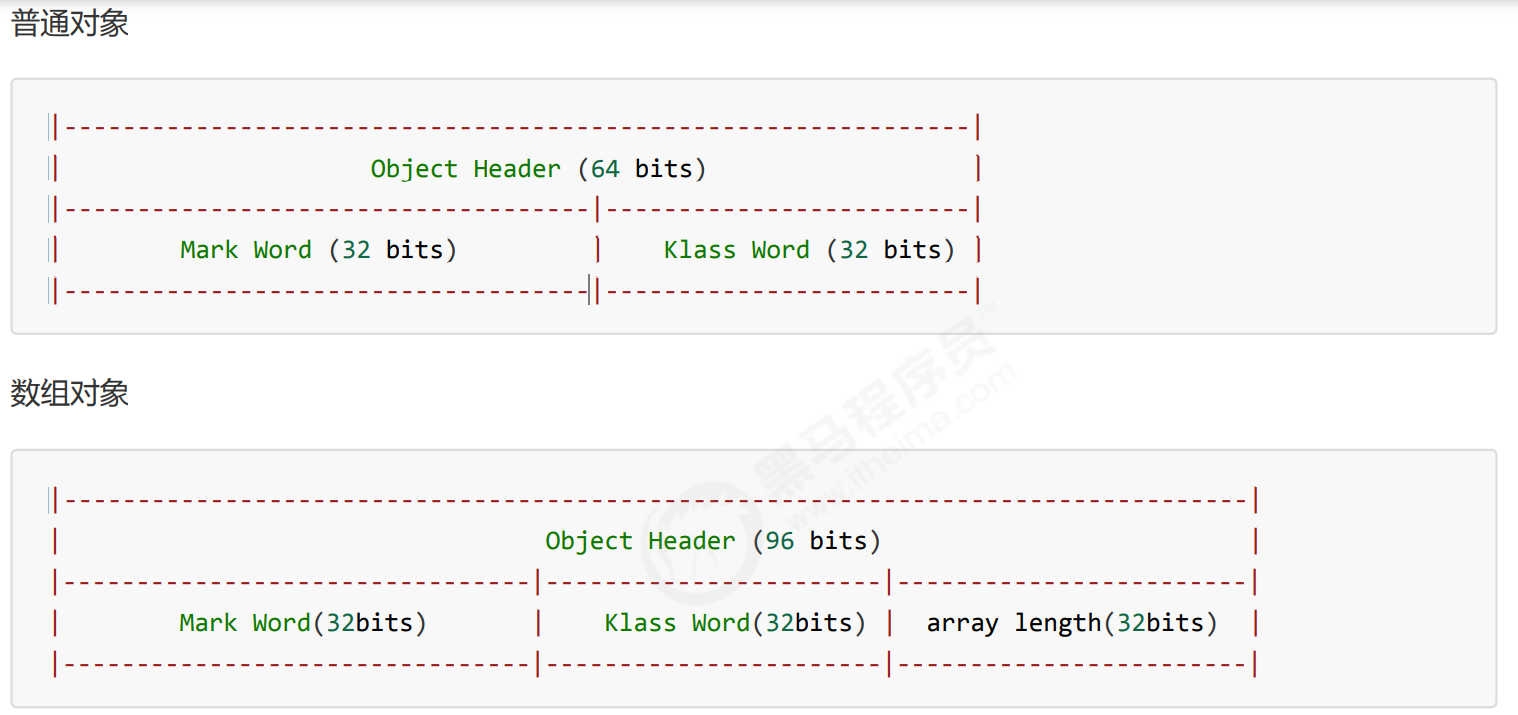 普通对象
|--------------------------------------------------------------|
| Object Header (64 bits) |
|------------------------------------|-------------------------|
| Mark Word (32 bits) | Klass Word (32 bits) |
|------------------------------------|-------------------------|
数组对象
|---------------------------------------------------------------------------------|
| Object Header (96 bits) |
|--------------------------------|-----------------------|------------------------|
| Mark Word(32bits) | Klass Word(32bits) | array length(32bits) |
|--------------------------------|-----------------------|------------------------|
黑马程序员™
www.itheima.com